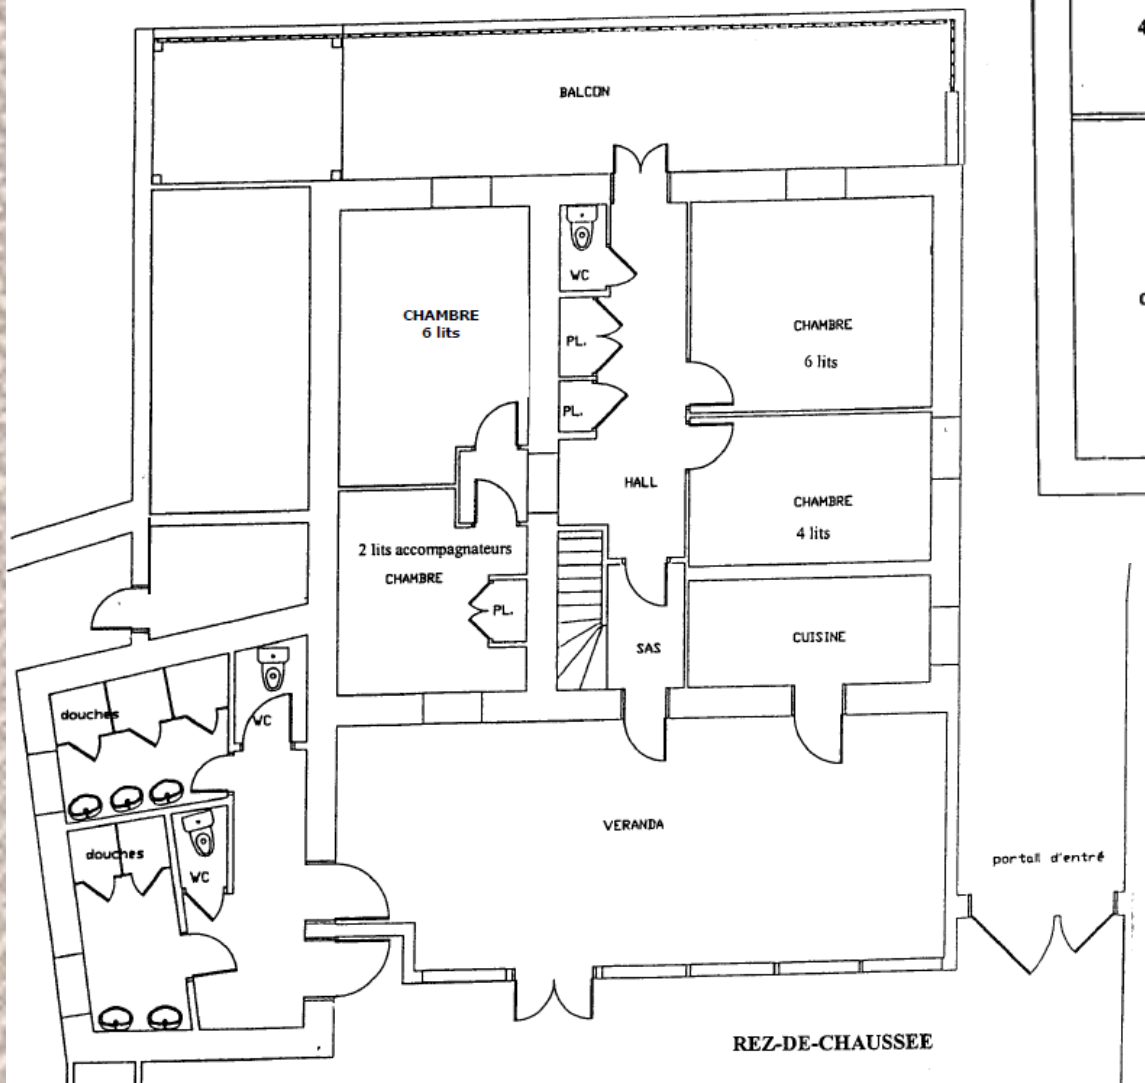 BALCON
WC
CHAMBRE
6 lits
CHAMBRE
6 lits
PL.
PL.
HALL
CHAMBRE
4 lits
2 lits accompagnateurs
CHAMBRE
PL.
SAS
CUISINE
douches
WC
VERANDA
douches
WC
portail d'entré
REZ-DE-CHAUSSEE